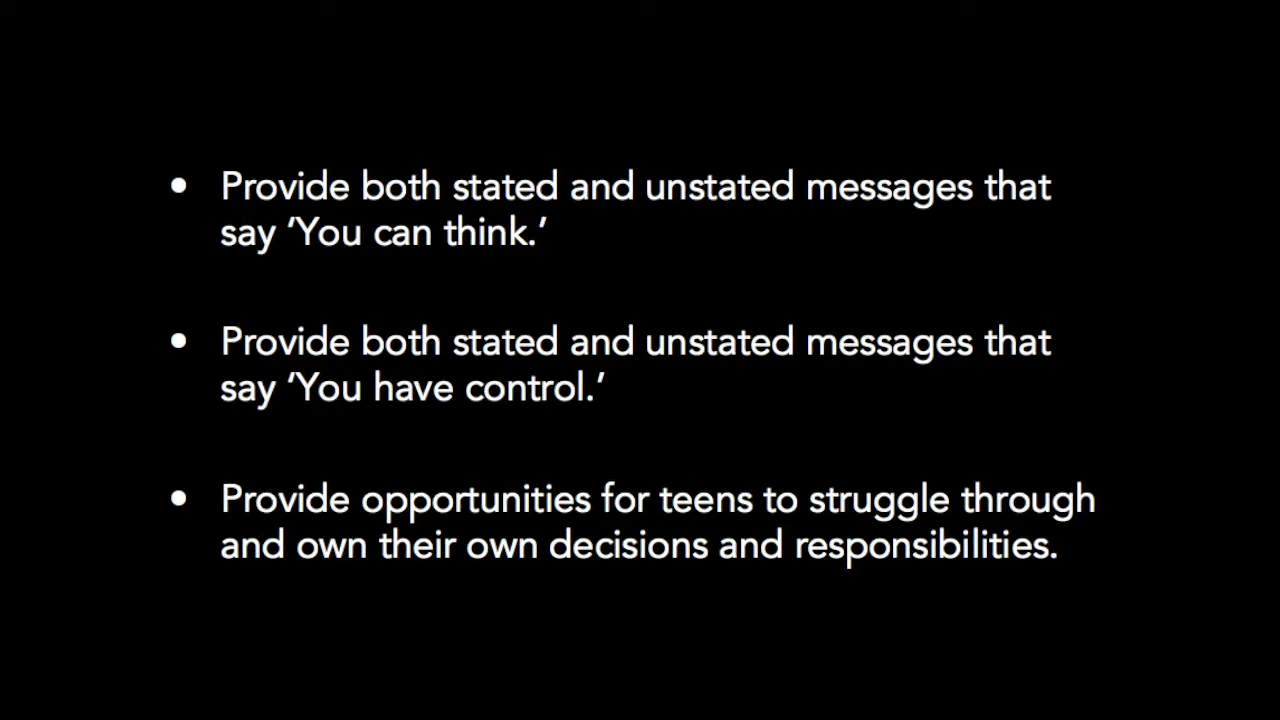 • Provide both stated and unstated messages that
say ‘You can think.’
• Provide both stated and unstated messages that
say ‘You have control.’
• Provide opportunities for teens to struggle through
and own their own decisions and responsibilities.